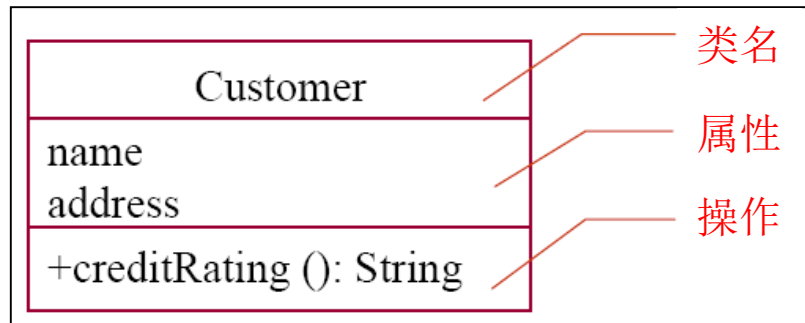 类名
Customer
属性
name
address
操作
+creditRating (): String